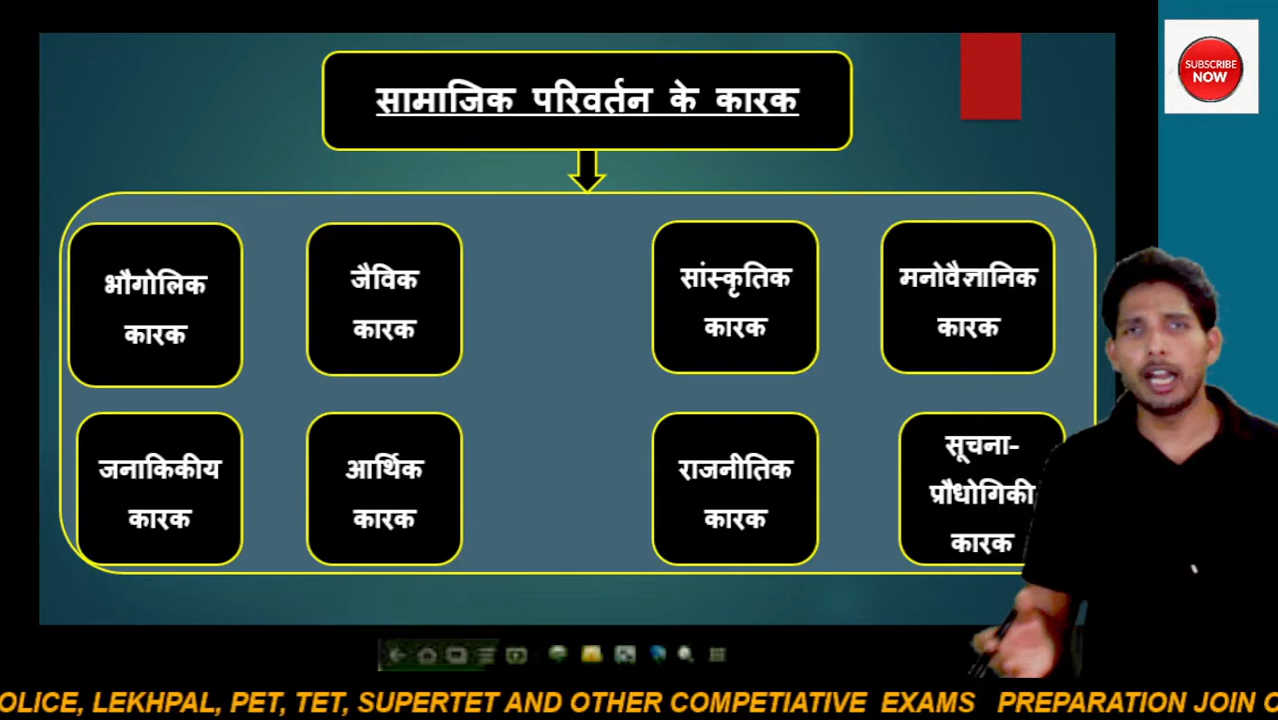 सामाजिक परिवर्तन के कारक
SUBSCRIBE
NOW
भौगोलिक
कारक
जैविक
कारक
सांस्कृतिक
कारक
मनोवैज्ञानिक
कारक
जनाकिकीय
कारक
आर्थिक
कारक
राजनीतिक
कारक
सूचना-
प्रौधोगिकी
कारक
OLICE, LEKHPAL, PET, TET, SUPERTET AND OTHER COMPETIATIVE EXAMS PREPARATION JOIN